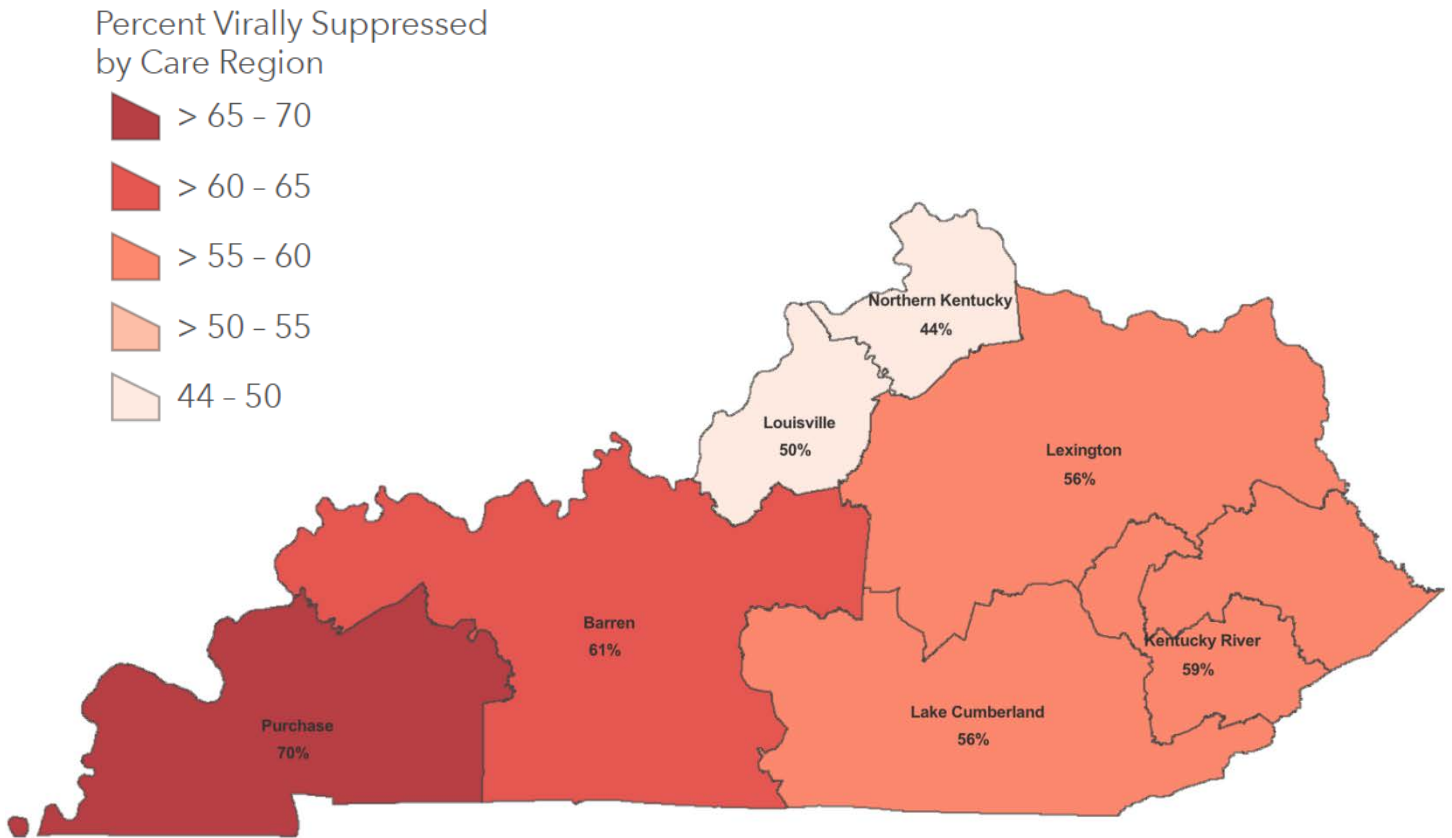 Percent Virally Suppressed
by Care Region
> 65 – 70
> 60 – 65
> 55 – 60
> 50 – 55
44 – 50
Northern Kentucky
44%
Louisville
50%
Lexington
56%
Barren
61%
Kentucky River
59%
Purchase
70%
Lake Cumberland
56%